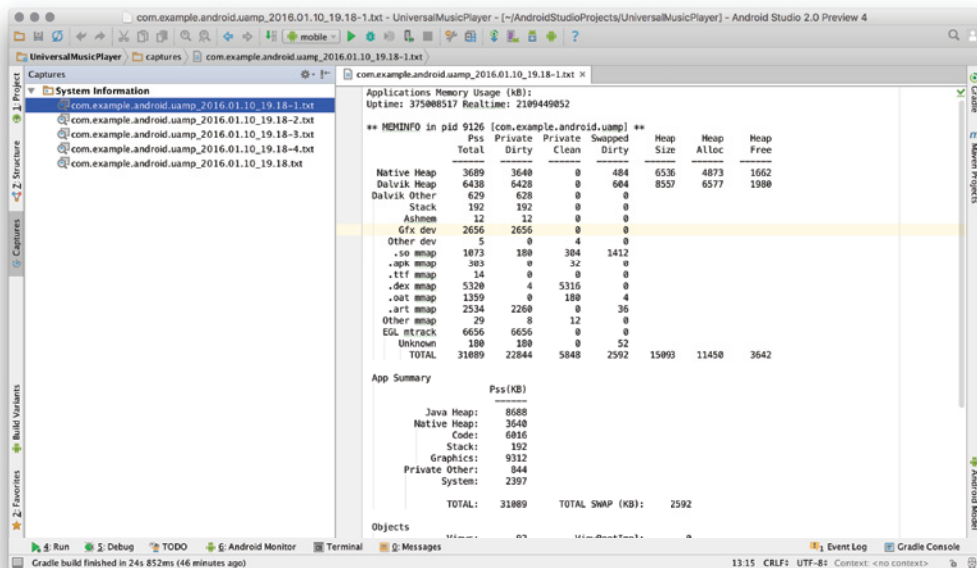 com.example.android.uamp_2016.01.10_19.18-1.txt - UniversalMusicPlayer - [~/AndroidStudioProjects/UniversalMusicPlayer] - Android Studio 2.0 Preview 4
mobile
UniversalMusicPlayer captures com.example.android.uamp_2016.01.10_19.18-1.txt
Captures
com.example.android.uamp_2016.01.10_19.18-1.txt ×
1: Project
Z: Structure
Captures
Build Variants
2: Favorites
System Information
com.example.android.uamp_2016.01.10_19.18-1.txt
com.example.android.uamp_2016.01.10_19.18-2.txt
com.example.android.uamp_2016.01.10_19.18-3.txt
com.example.android.uamp_2016.01.10_19.18-4.txt
com.example.android.uamp_2016.01.10_19.18.txt
Applications Memory Usage (kB):
Uptime: 375008517 Realtime: 2109449052
** MEMINFO in pid 9126 [com.example.android.uamp] **
Pss Private Private Swapped Heap Heap Heap
Total Dirty Clean Dirty Size Alloc Free
------ ------ ------ ------ ------ ------ ------
Native Heap 3689 3640 0 484 6536 4873 1662
Dalvik Heap 6438 6428 0 604 8557 6577 1980
Dalvik Other 629 628 0 0
Stack 192 192 0 0
Ashmem 12 12 0 0
Gfx dev 2656 2656 0 0
Other dev 5 0 4 0
.so mmap 1073 180 304 1412
.apk mmap 303 0 32 0
.ttf mmap 14 0 0 0
.dex mmap 5320 4 5316 0
.oat mmap 1359 0 180 4
.art mmap 2534 2260 0 36
Other mmap 29 8 12 0
EGL mtrack 6656 6656 0 0
Unknown 180 180 0 52
TOTAL 31089 22844 5848 2592 15093 11450 3642
App Summary
Pss(KB)
------
Java Heap: 8688
Native Heap: 3640
Code: 6016
Stack: 192
Graphics: 9312
Private Other: 844
System: 2397
TOTAL: 31089 TOTAL SWAP (KB): 2592
Objects
Gradle
Maven Projects
Android Model
4: Run 5: Debug TODO 6: Android Monitor Terminal 0: Messages 1 Event Log Gradle Console
Gradle build finished in 24s 852ms (46 minutes ago) 13:15 CRLF÷ UTF-8÷ Context: <no context>